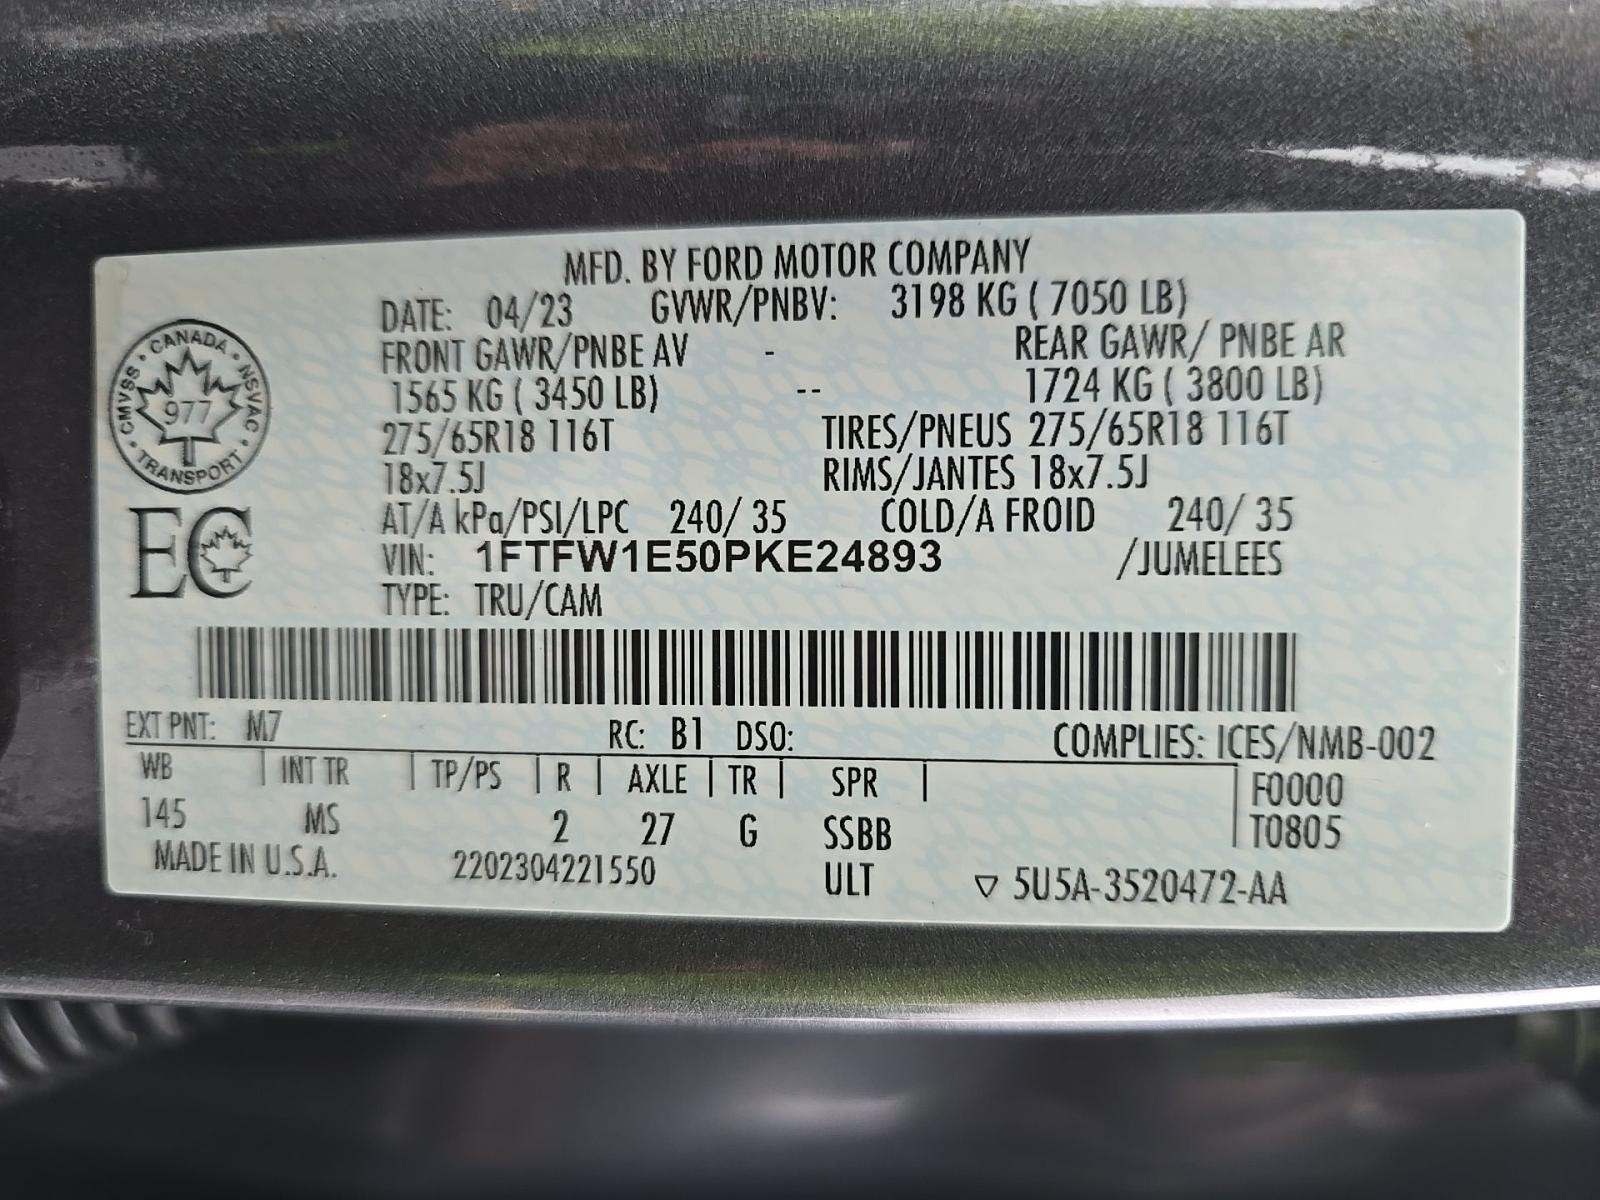 MFD. BY FORD MOTOR COMPANY
DATE: 04/23 GVWR/PNBV: 3198 KG ( 7050 LB)
FRONT GAWR/PNBE AV - REAR GAWR/ PNBE AR
1565 KG ( 3450 LB) -- 1724 KG ( 3800 LB)
275/65R18 116T TIRES/PNEUS 275/65R18 116T
18x7.5J RIMS/JANTES 18x7.5J
AT/A kPa/PSI/LPC 240/ 35 COLD/A FROID 240/ 35
VIN: 1FTFW1E50PKE24893 /JUMELEES
TYPE: TRU/CAM
CMVSS • CANADA • NSVAC • TRANSPORT •
977
EC
EXT PNT: M7 RC: B1 DSO: COMPLIES: ICES/NMB-002
WB | INT TR | TP/PS | R | AXLE | TR | SPR | | F0000
145 MS 2 27 G SSBB | T0805
MADE IN U.S.A. 2202304221550 ULT ▽ 5U5A-3520472-AA